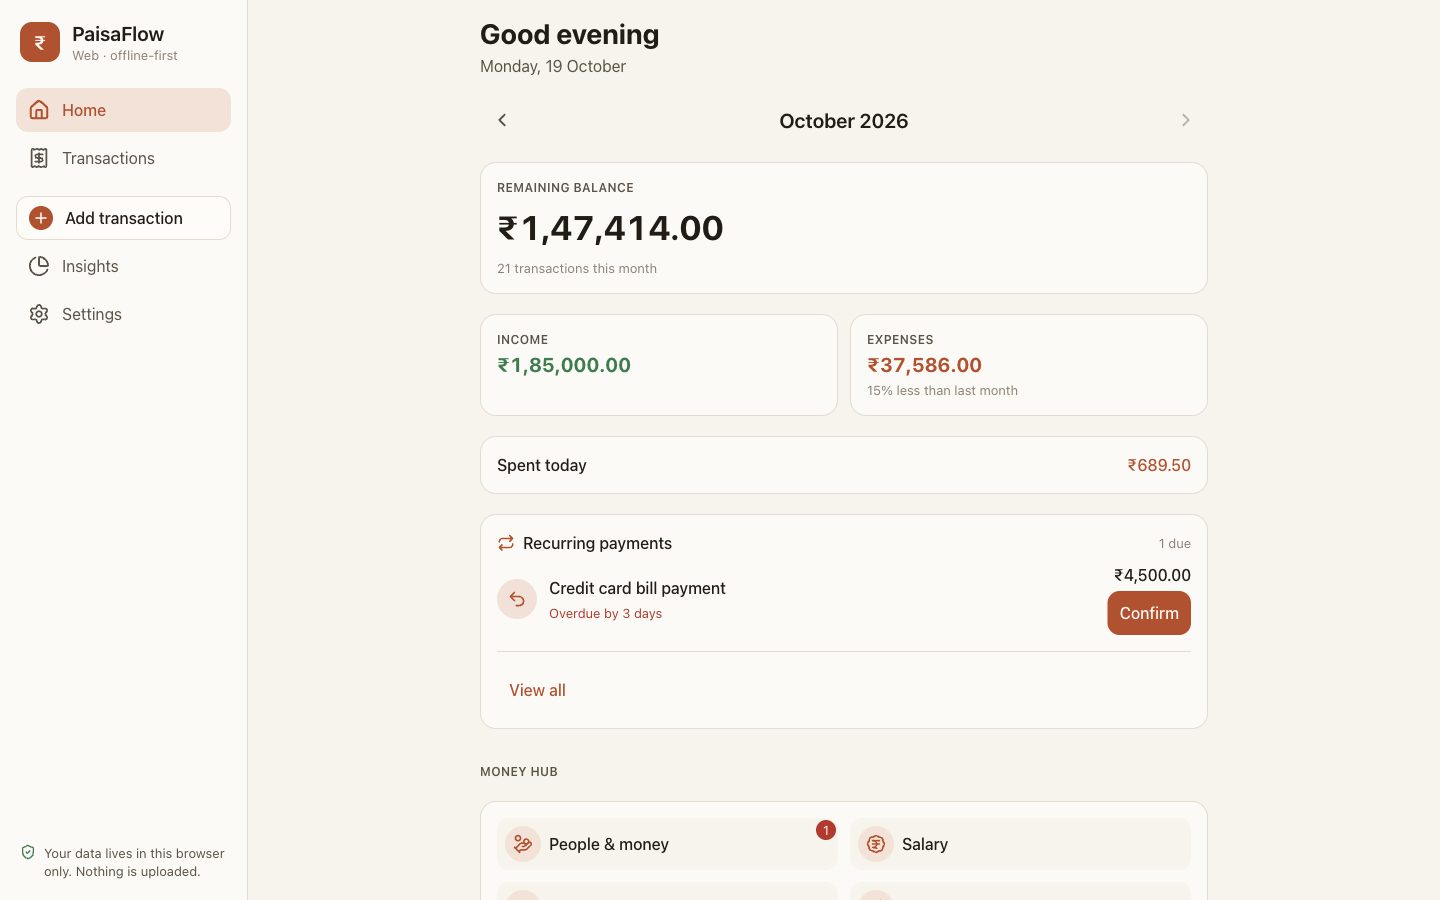 ₹
PaisaFlow
Web · offline-first
Home
Transactions
Add transaction
Insights
Settings
Your data lives in this browser
only. Nothing is uploaded.
Good evening
Monday, 19 October
October 2026
REMAINING BALANCE
₹1,47,414.00
21 transactions this month
INCOME
₹1,85,000.00
EXPENSES
₹37,586.00
15% less than last month
Spent today
₹689.50
Recurring payments
1 due
Credit card bill payment
Overdue by 3 days
₹4,500.00
Confirm
View all
MONEY HUB
People & money
1
Salary